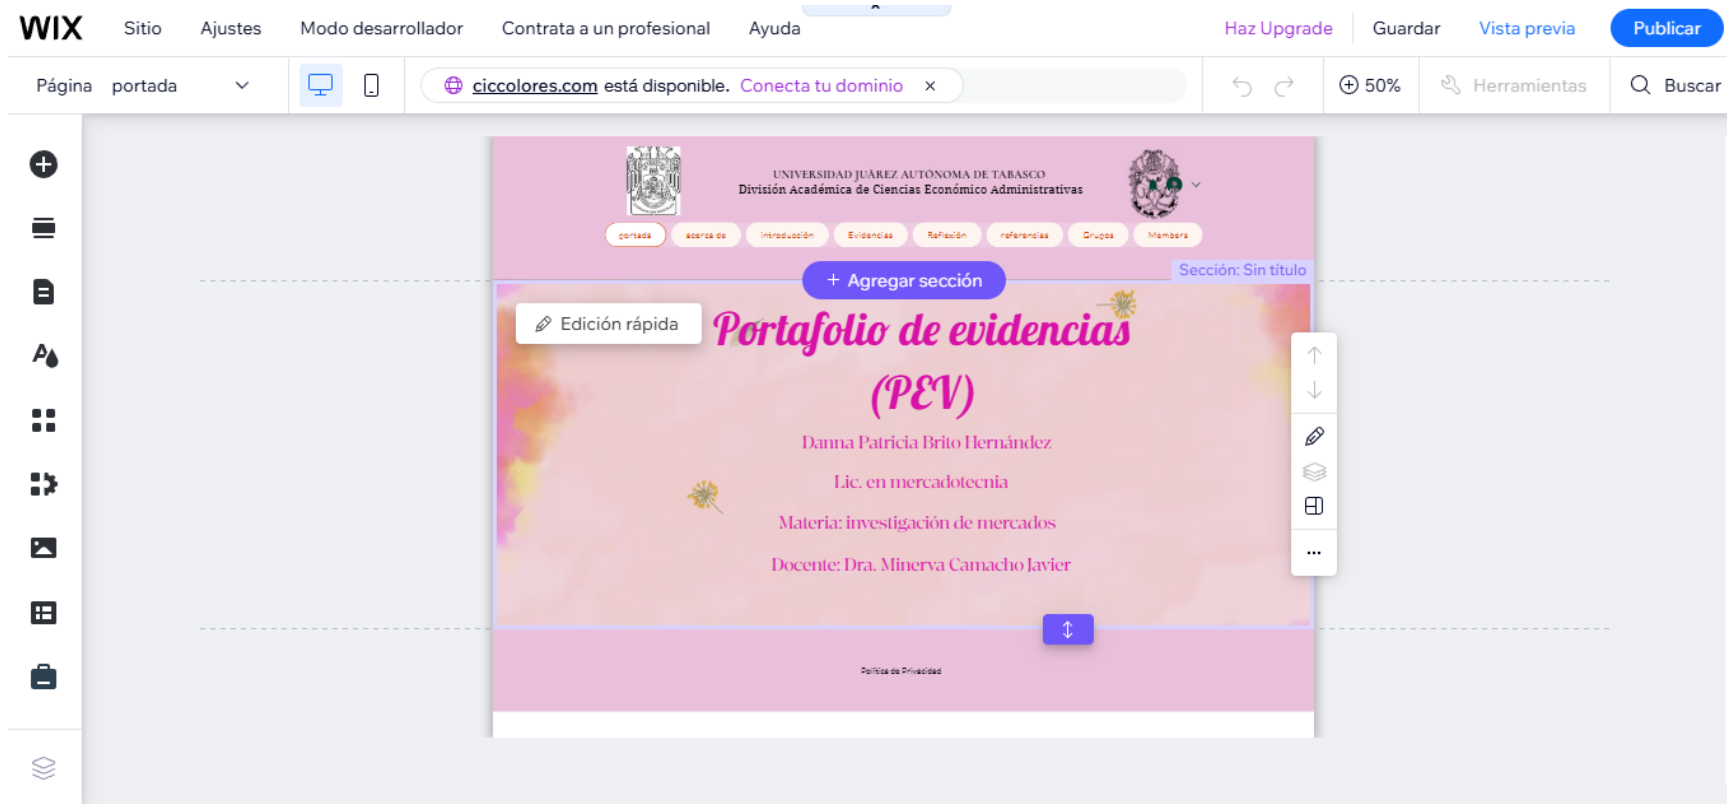 WIX Sitio Ajustes Modo desarrollador Contrata a un profesional Ayuda Haz Upgrade Guardar Vista previa Publicar
Página portada ciccolores.com está disponible. Conecta tu dominio 50% Herramientas Buscar
UNIVERSIDAD JUÁREZ AUTONOMA DE TABASCO
División Académica de Ciencias Económico Administrativas
portada acerca de introducción Evidencias Reflexión referencias Grupos Members
Sección: Sin título
+ Agregar sección
Edición rápida
Portafolio de evidencias
(PEV)
Danna Patricia Brito Hernández
Lic. en mercadotecnia
Materia: investigación de mercados
Docente: Dra. Minerva Camacho Javier
Política de Privacidad